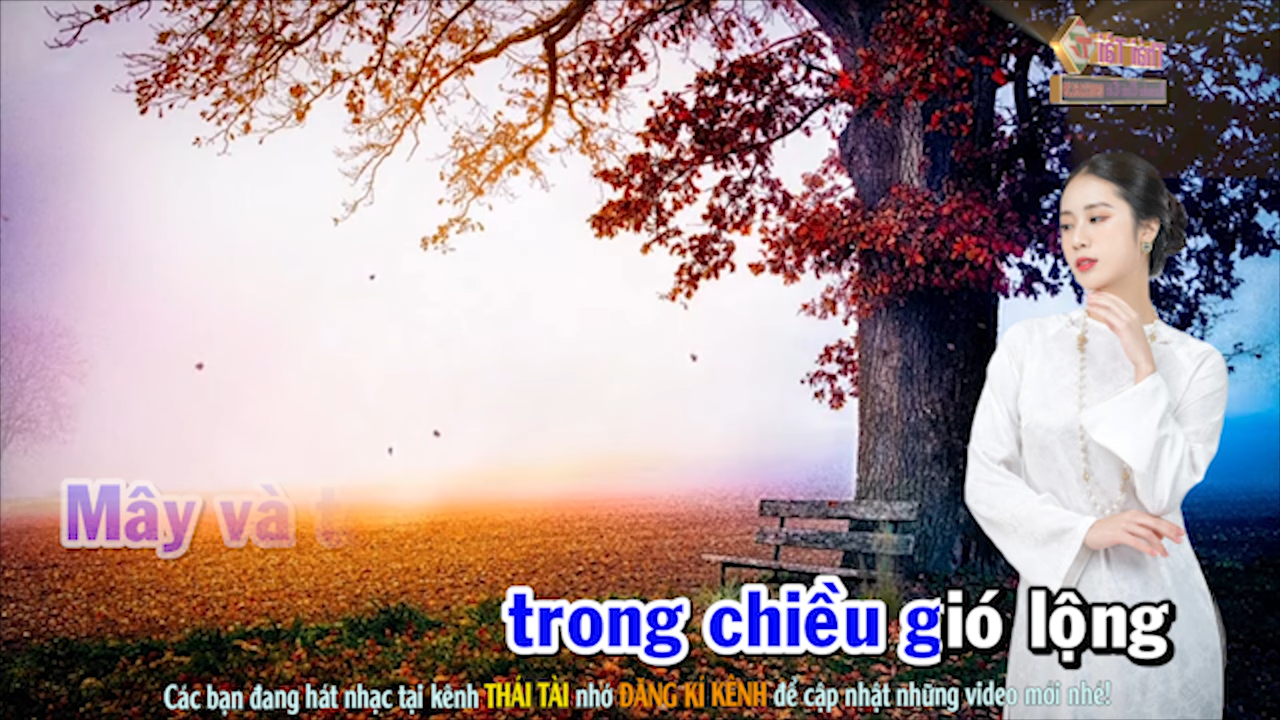 Mây và t
trong chiều gió lộng
Các bạn đang hát nhạc tại kênh THÁI TÀI nhớ ĐĂNG KÍ KÊNH để cập nhật những video mới nhé!